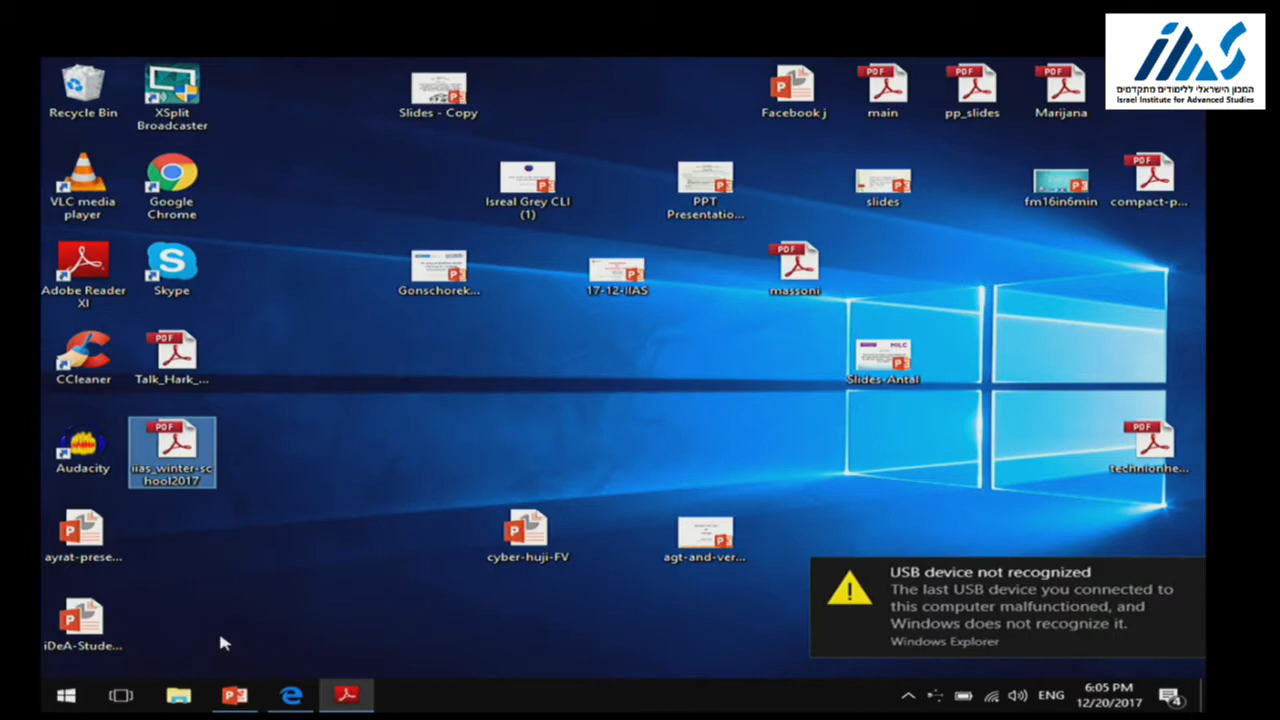 המכון הישראלי ללימודים מתקדמים
Israel Institute for Advanced Studies
Recycle Bin
XSplit
Broadcaster
Slides - Copy
Facebook j
main
pp_slides
Marijana
VLC media
player
Google
Chrome
Isreal Grey CLI
(1)
PPT
Presentatio...
slides
fm16in6min
compact-p...
Adobe Reader
XI
Skype
Gonschorek...
17-12-IIAS
massoni
CCleaner
Talk_Hark_...
Slides-Antal
Audacity
iias_winter-sc
hool2017
technionhe...
ayrat-prese...
cyber-huji-FV
agt-and-ver...
iDeA-Stude...
USB device not recognized
The last USB device you connected to
this computer malfunctioned, and
Windows does not recognize it.
Windows Explorer
ENG
6:05 PM
12/20/2017
4